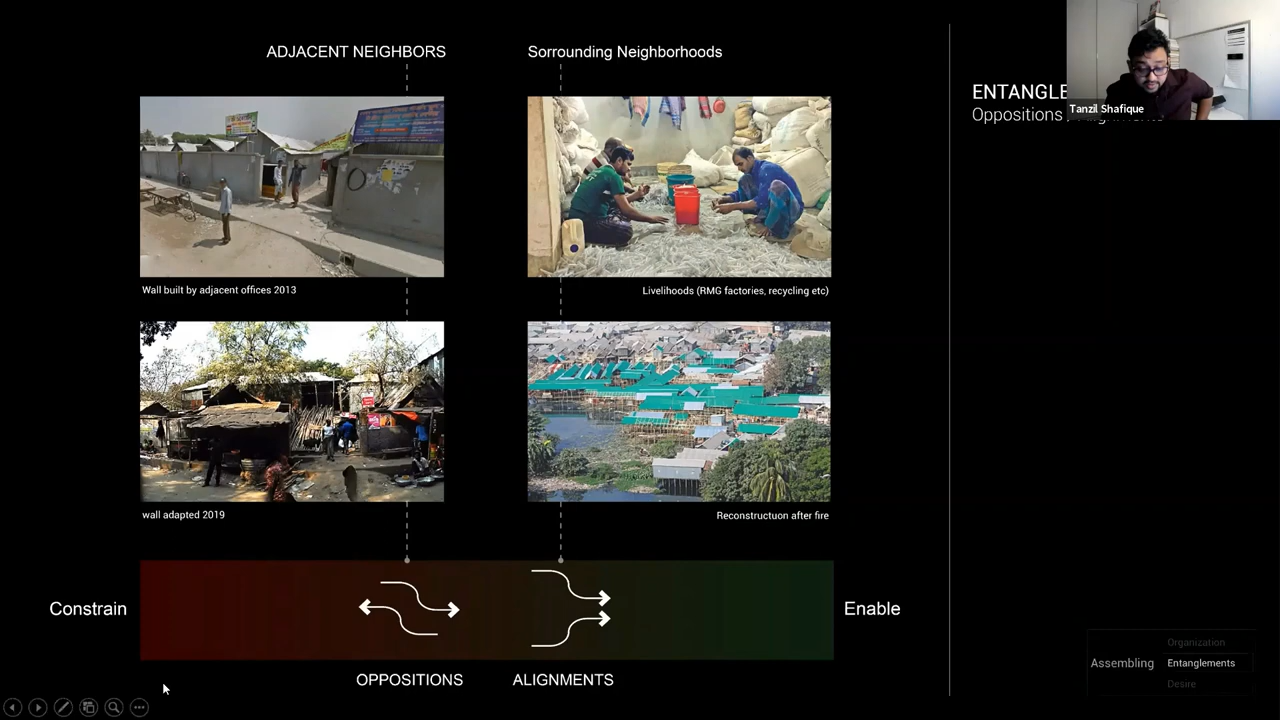 ADJACENT NEIGHBORS
Sorrounding Neighborhoods
ENTANGLE
Oppositions
Tanzil Shafique
Wall built by adjacent offices 2013
Livelihoods (RMG factories, recycling etc)
wall adapted 2019
Reconstructuon after fire
Constrain
Enable
OPPOSITIONS
ALIGNMENTS
Organization
Assembling
Entanglements
Desire